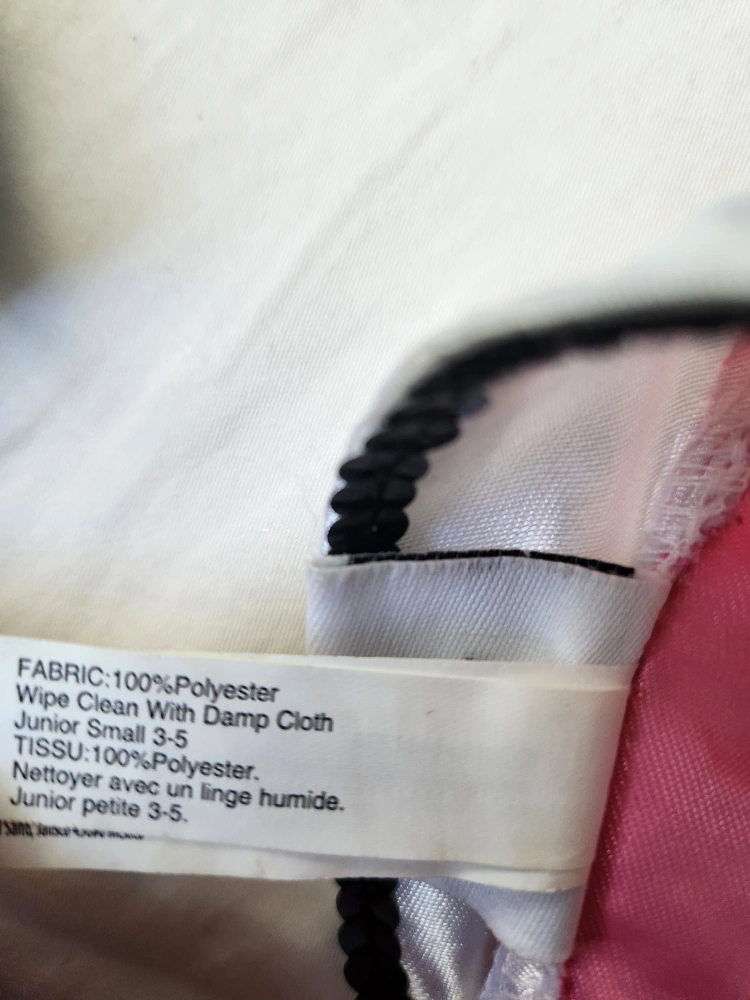 FABRIC:100%Polyester
Wipe Clean With Damp Cloth
Junior Small 3-5
TISSU:100%Polyester.
Nettoyer avec un linge humide.
Junior petite 3-5.